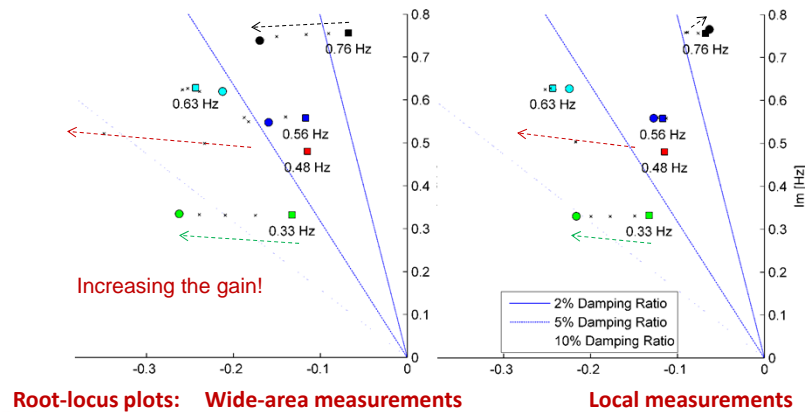 0.8
0.7
0.6
0.5
0.4
0.3
0.2
0.1
0
-0.3
-0.2
-0.1
0
0.76 Hz
0.63 Hz
0.56 Hz
0.48 Hz
0.33 Hz
Increasing the gain!
0.8
0.7
0.6
0.5
0.4
0.3
0.2
0.1
0
Im [Hz]
-0.3
-0.2
-0.1
0
0.76 Hz
0.63 Hz
0.56 Hz
0.48 Hz
0.33 Hz
2% Damping Ratio
5% Damping Ratio
10% Damping Ratio
Root-locus plots: Wide-area measurements Local measurements